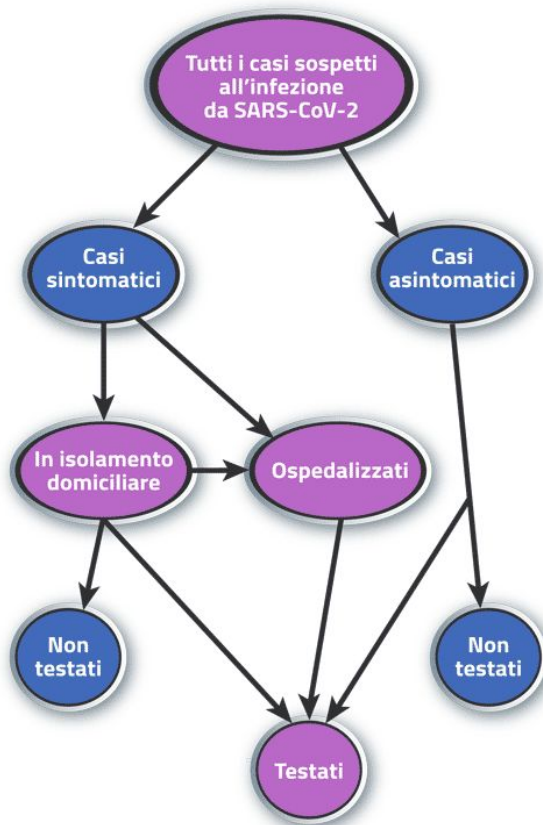 Tutti i casi sospetti
all'infezione
da SARS-CoV-2
Casi
sintomatici
Casi
asintomatici
In isolamento
domiciliare
Ospedalizzati
Non
testati
Non
testati
Testati